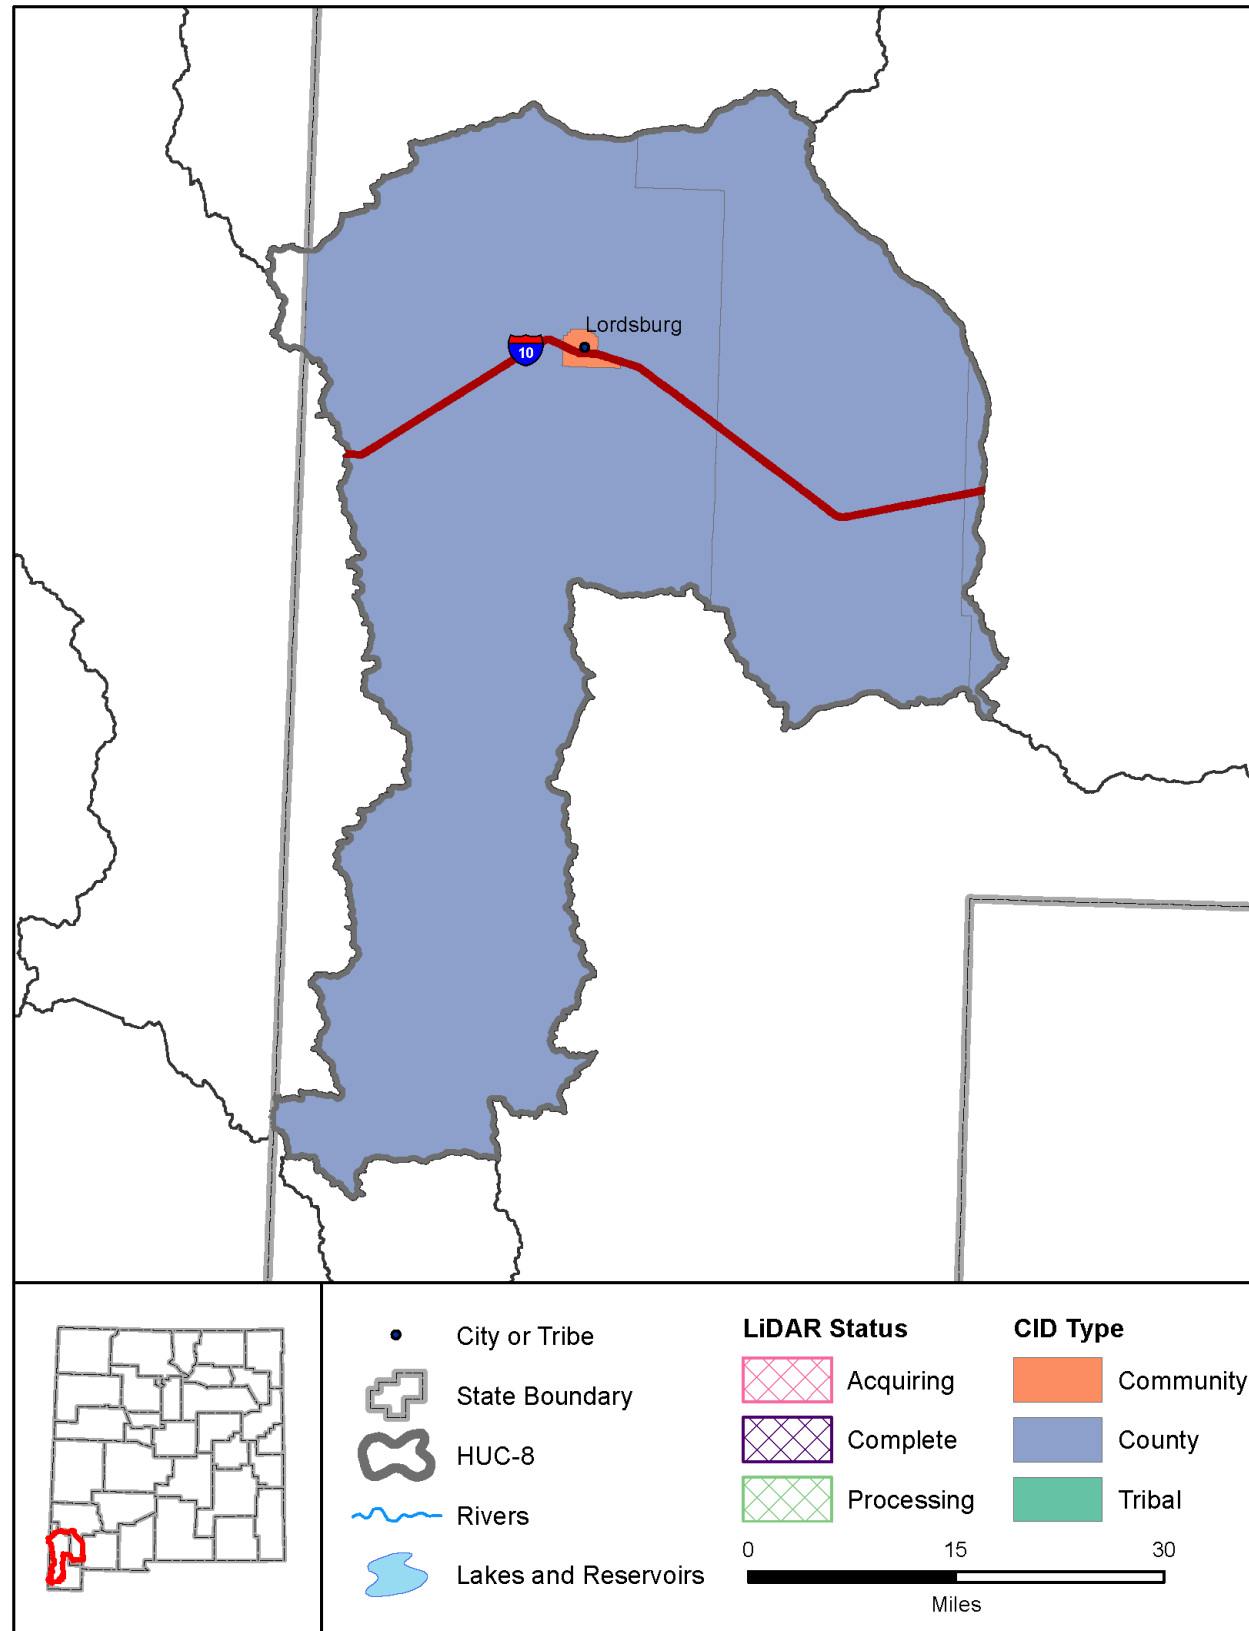 Lordsburg
10
City or Tribe
State Boundary
HUC-8
Rivers
Lakes and Reservoirs
LiDAR Status
Acquiring
Complete
Processing
CID Type
Community
County
Tribal
0 15 30
Miles